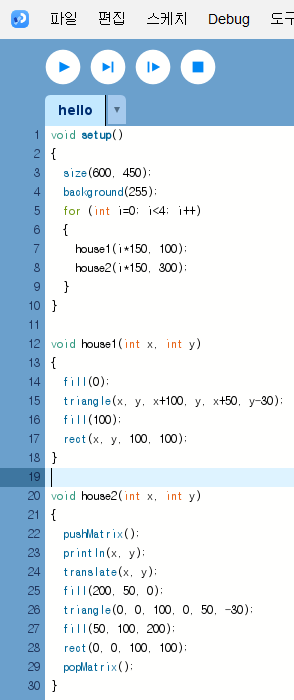 파일 편집 스케치 Debug 도구
hello
1 void setup()
2 {
3 size(600, 450);
4 background(255);
5 for (int i=0; i<4; i++)
6 {
7 house1(i*150, 100);
8 house2(i*150, 300);
9 }
10 }
11
12 void house1(int x, int y)
13 {
14 fill(0);
15 triangle(x, y, x+100, y, x+50, y-30);
16 fill(100);
17 rect(x, y, 100, 100);
18 }
19
20 void house2(int x, int y)
21 {
22 pushMatrix();
23 println(x, y);
24 translate(x, y);
25 fill(200, 50, 0);
26 triangle(0, 0, 100, 0, 50, -30);
27 fill(50, 100, 200);
28 rect(0, 0, 100, 100);
29 popMatrix();
30 }